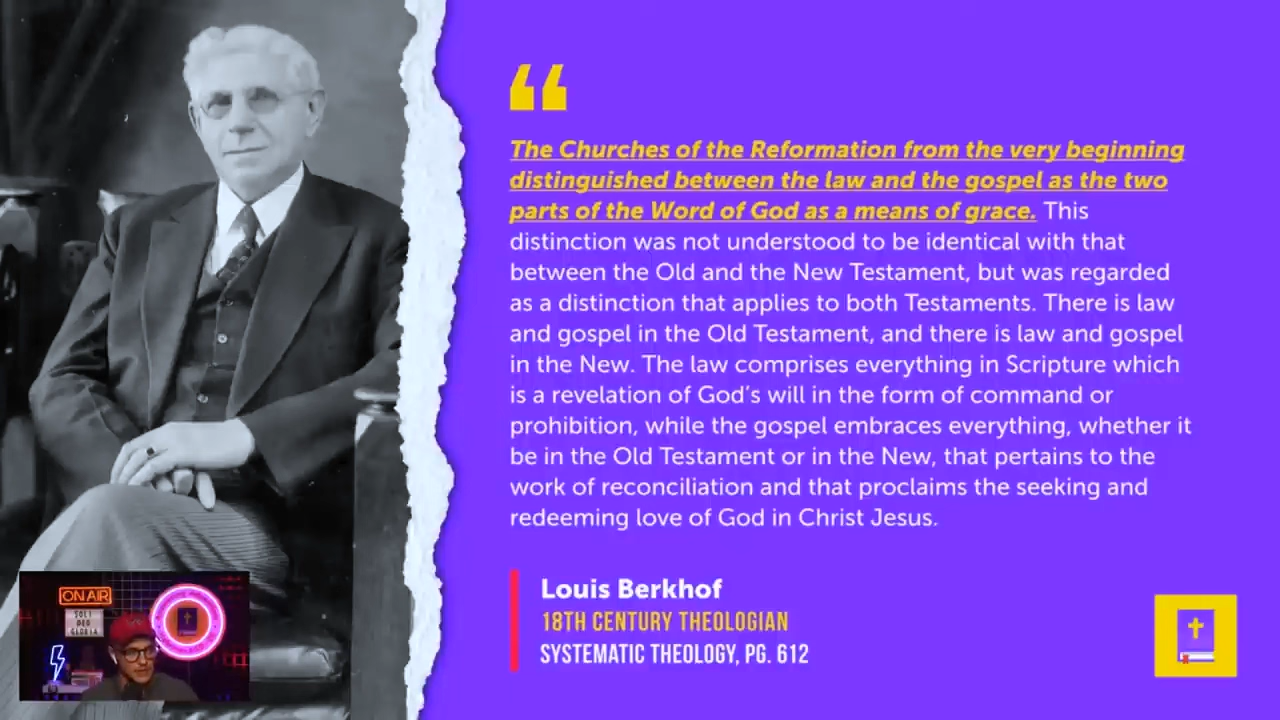 “
The Churches of the Reformation from the very beginning
distinguished between the law and the gospel as the two
parts of the Word of God as a means of grace. This
distinction was not understood to be identical with that
between the Old and the New Testament, but was regarded
as a distinction that applies to both Testaments. There is law
and gospel in the Old Testament, and there is law and gospel
in the New. The law comprises everything in Scripture which
is a revelation of God’s will in the form of command or
prohibition, while the gospel embraces everything, whether it
be in the Old Testament or in the New, that pertains to the
work of reconciliation and that proclaims the seeking and
redeeming love of God in Christ Jesus.
Louis Berkhof
18TH CENTURY THEOLOGIAN
SYSTEMATIC THEOLOGY, PG. 612
ON AIR
SOLI
DEO
GLORIA